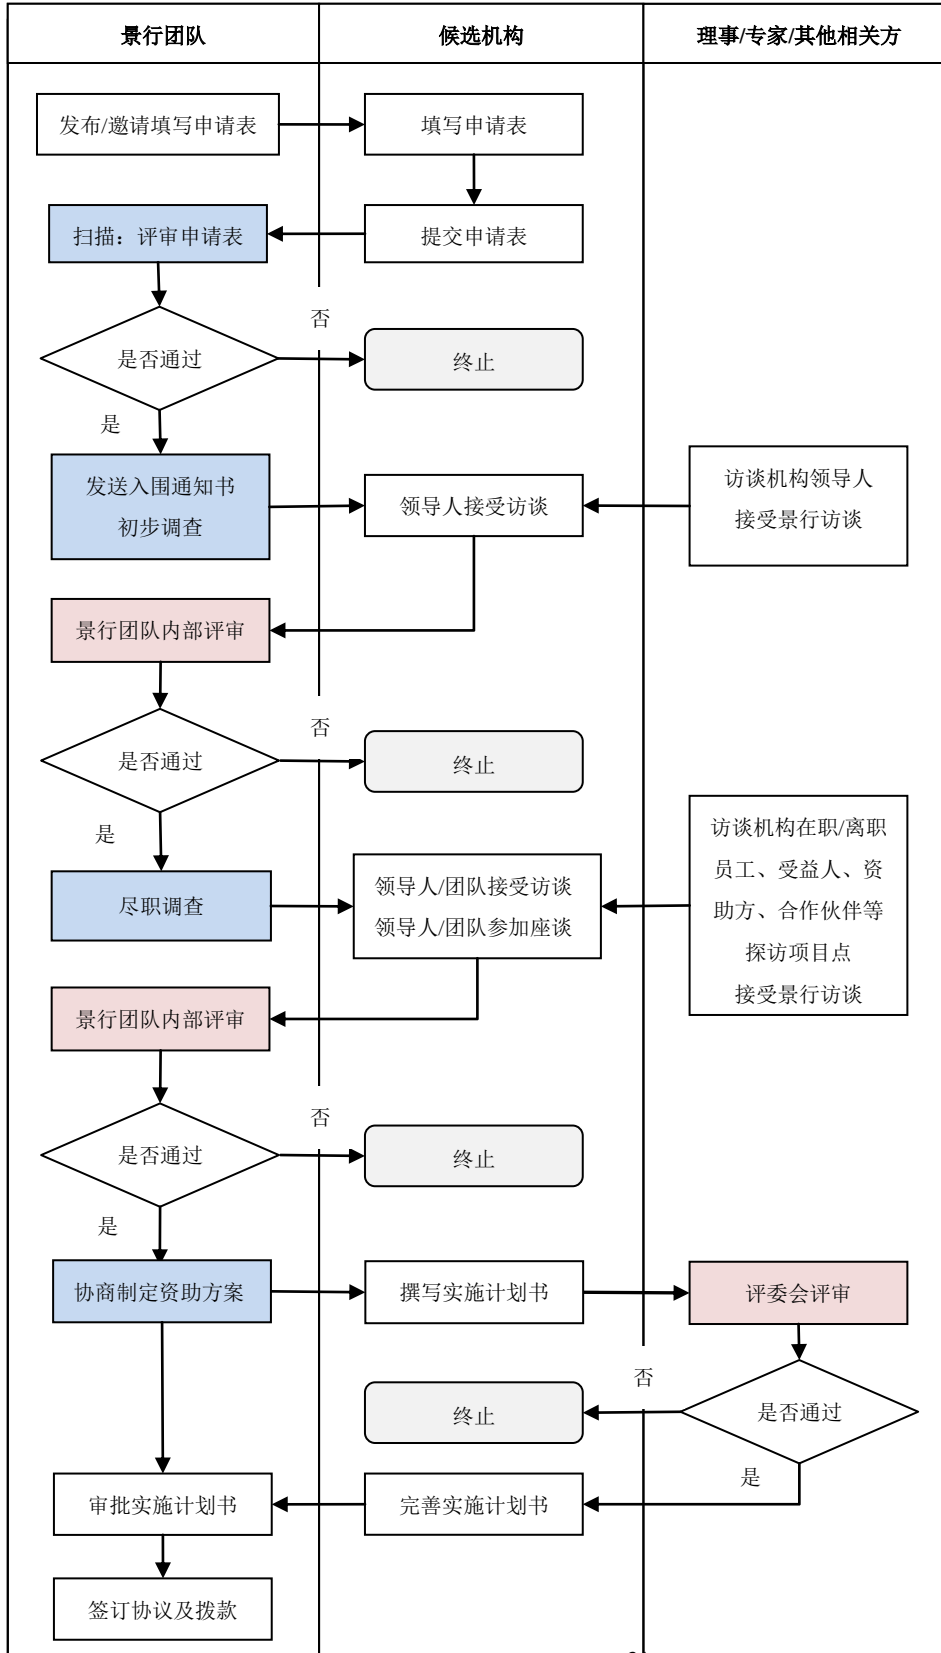 景行团队
候选机构
理事/专家/其他相关方
发布/邀请填写申请表
填写申请表
扫描：评审申请表
提交申请表
否
是否通过
终止
是
发送入围通知书
初步调查
领导人接受访谈
访谈机构领导人
接受景行访谈
景行团队内部评审
否
是否通过
终止
是
尽职调查
领导人/团队接受访谈
领导人/团队参加座谈
访谈机构在职/离职
员工、受益人、资
助方、合作伙伴等
探访项目点
接受景行访谈
景行团队内部评审
否
是否通过
终止
是
协商制定资助方案
撰写实施计划书
评委会评审
否
终止
是否通过
是
审批实施计划书
完善实施计划书
签订协议及拨款